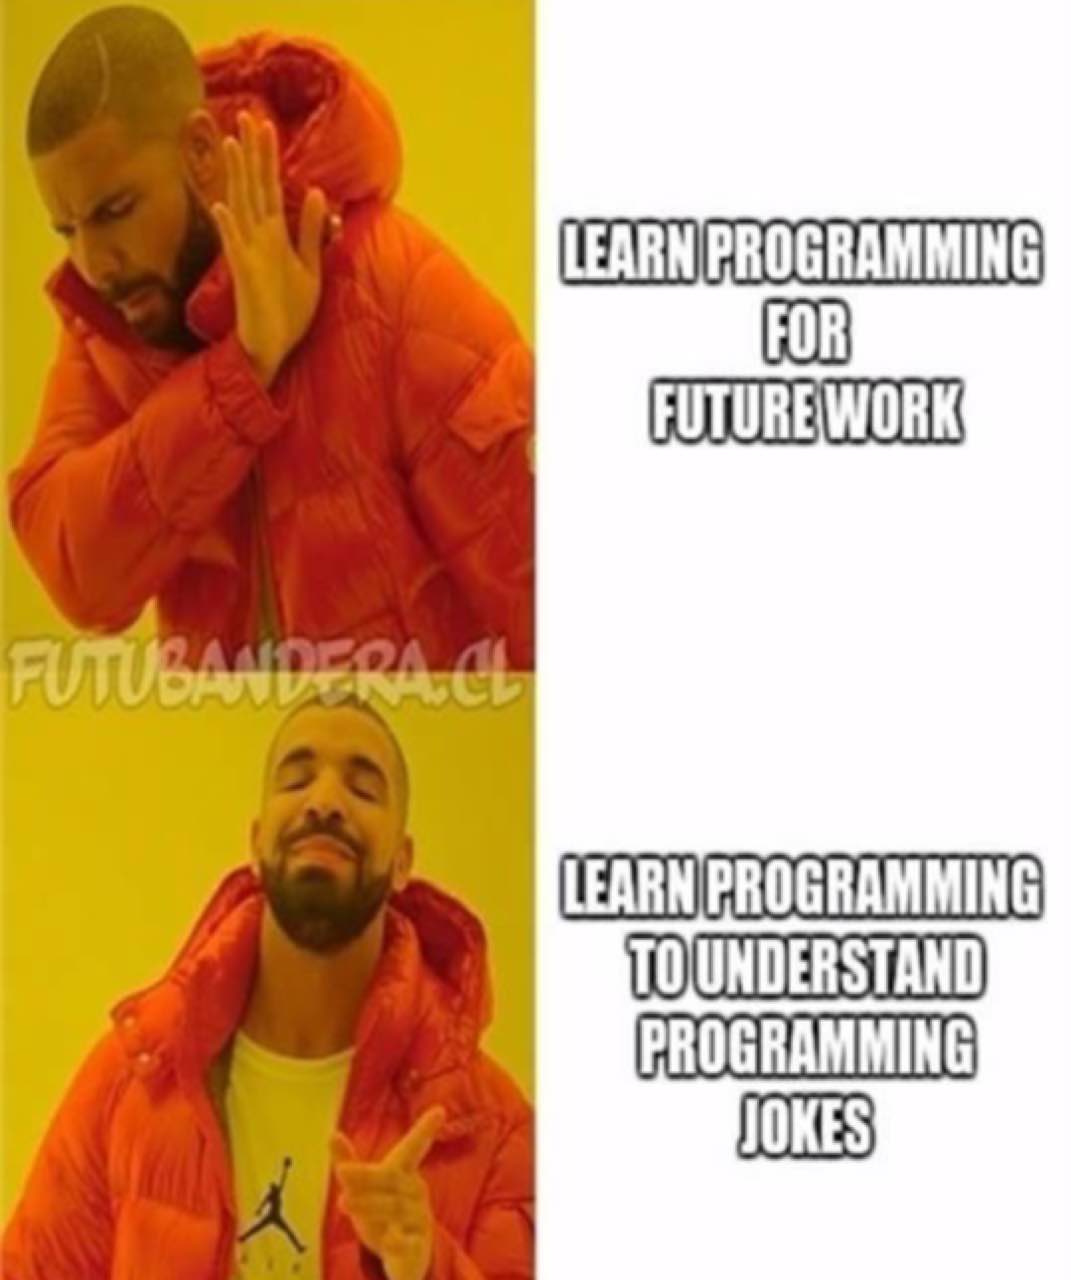 LEARN PROGRAMMING
FOR
FUTURE WORK
FUTUBANDERA.CL
LEARN PROGRAMMING
TO UNDERSTAND
PROGRAMMING
JOKES